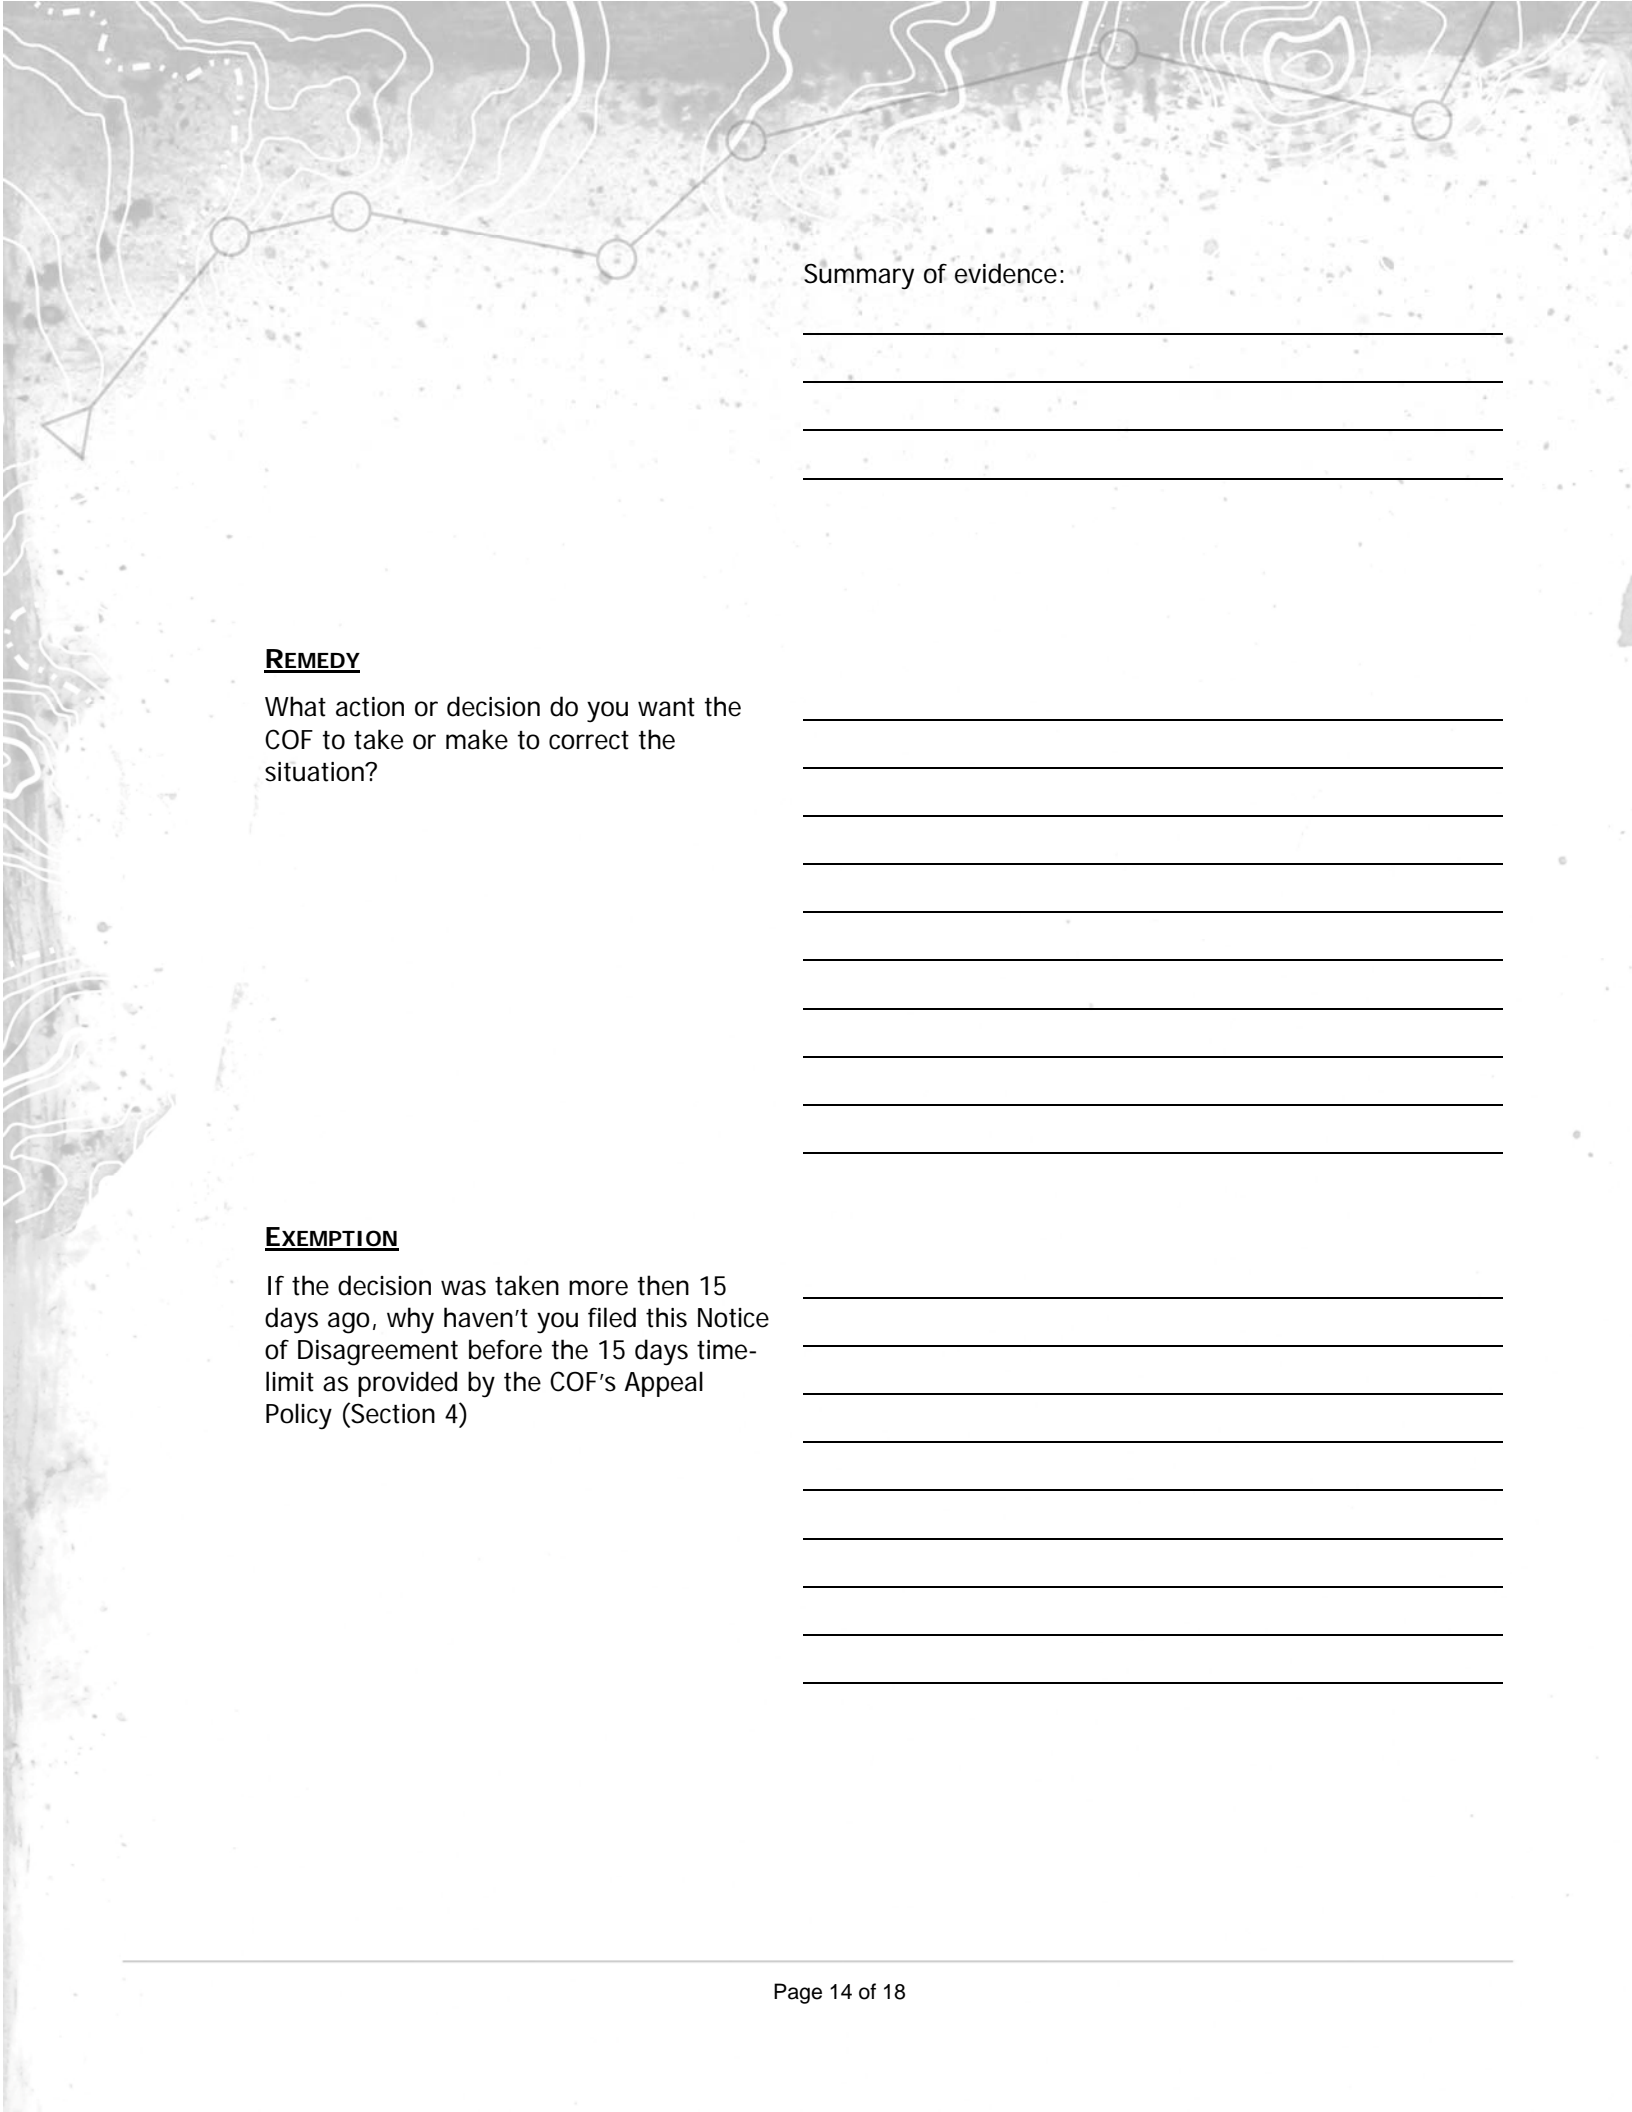 Summary of evidence:
REMEDY
What action or decision do you want the
COF to take or make to correct the
situation?
EXEMPTION
If the decision was taken more then 15
days ago, why haven't you filed this Notice
of Disagreement before the 15 days time-
limit as provided by the COF's Appeal
Policy (Section 4)
Page 14 of 18